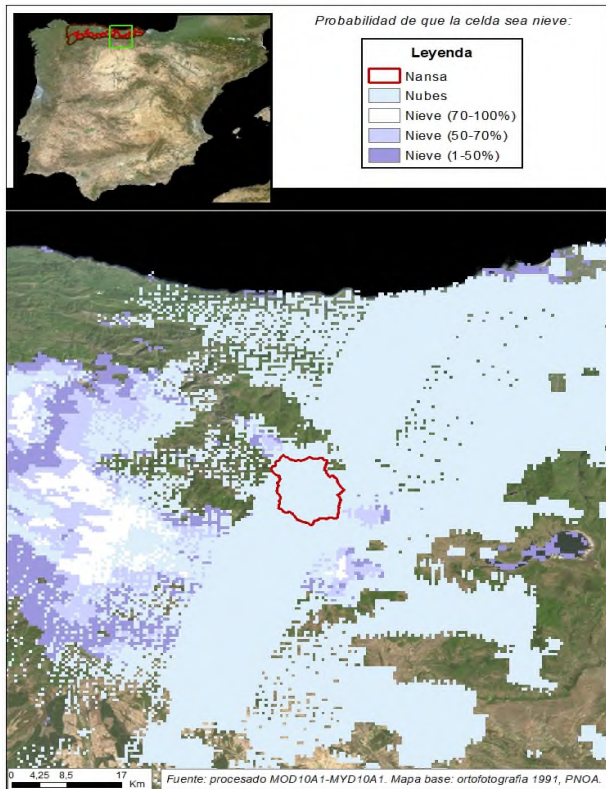 Probabilidad de que la celda sea nieve:
Leyenda
Nansa
Nubes
Nieve (70-100%)
Nieve (50-70%)
Nieve (1-50%)
0 4,25 8,5 17
Km
Fuente: procesado MOD10A1-MYD10A1. Mapa base: ortofotografia 1991, PNOA.